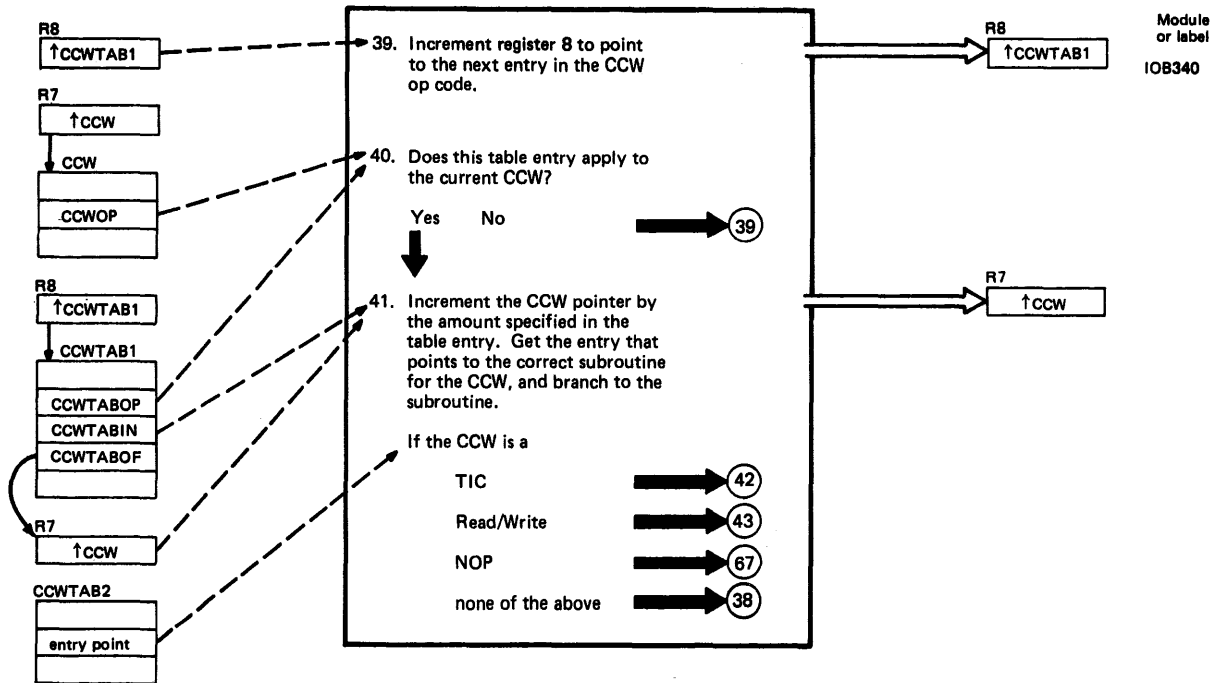 R8
↑CCWTAB1
R7
↑CCW
CCW
CCWOP
R8
↑CCWTAB1
CCWTAB1
CCWTABOP
CCWTABIN
CCWTABOF
R7
↑CCW
CCWTAB2
entry point
39. Increment register 8 to point
to the next entry in the CCW
op code.
40. Does this table entry apply to
the current CCW?
Yes No
39
41. Increment the CCW pointer by
the amount specified in the
table entry. Get the entry that
points to the correct subroutine
for the CCW, and branch to the
subroutine.
If the CCW is a
TIC 42
Read/Write 43
NOP 67
none of the above 38
R8
↑CCWTAB1
R7
↑CCW
Module
or label
IOB340